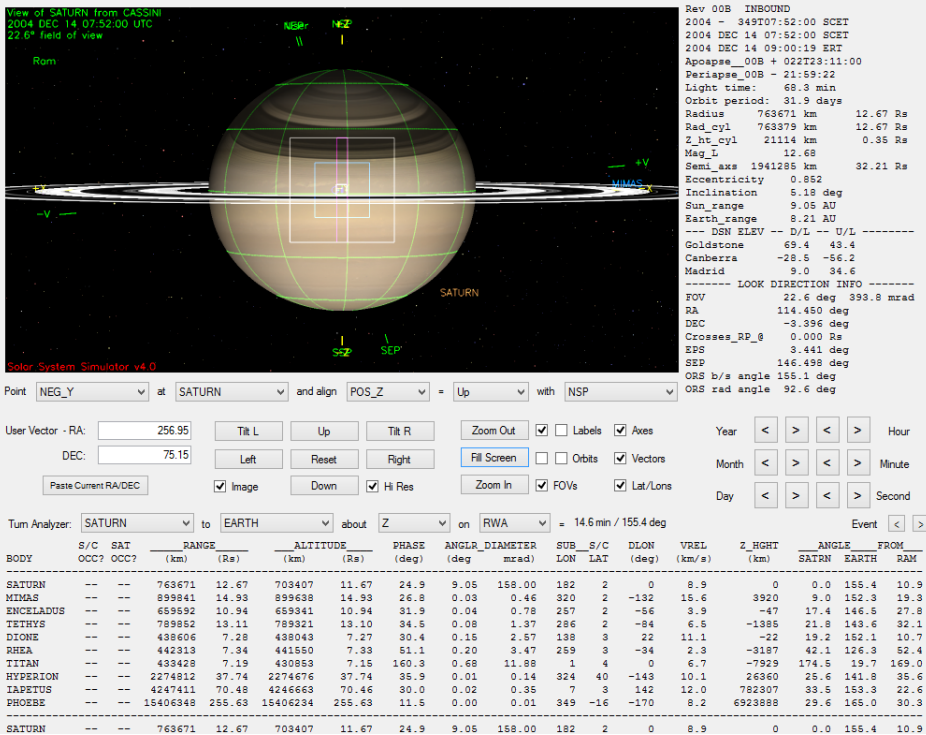 View of SATURN from CASSINI
2004 DEC 14 07:52:00 UTC
22.6° field of view
Ram
NSP
+V
MIMAS
-X
+X
-V
SATURN
SEP'
Solar System Simulator v4.0
Rev 00B  INBOUND
2004 -  349T07:52:00 SCET
2004 DEC 14 07:52:00 SCET
2004 DEC 14 09:00:19 ERT
Apoapse__00B + 022T23:11:00
Periapse_00B - 21:59:22
Light time:    68.3 min
Orbit period:  31.9 days
Radius      763671 km    12.67 Rs
Rad_cyl     763379 km    12.67 Rs
Z_ht_cyl     21114 km     0.35 Rs
Mag_L        12.68
Semi_axs   1941285 km    32.21 Rs
Eccentricity    0.852
Inclination     5.18 deg
Sun_range       9.05 AU
Earth_range     8.21 AU
--- DSN ELEV -- D/L -- U/L --------
Goldstone      69.4  43.4
Canberra      -28.5 -56.2
Madrid          9.0  34.6
------- LOOK DIRECTION INFO -------
FOV            22.6 deg  393.8 mrad
RA          114.450 deg
DEC          -3.396 deg
Crosses_RP_@  0.000 Rs
EPS           3.441 deg
SEP         146.498 deg
ORS b/s angle 155.1 deg
ORS rad angle  92.6 deg
Point NEG_Y at SATURN and align POS_Z = Up with NSP
User Vector - RA: 256.95 Tilt L Up Tilt R Zoom Out Labels Axes Year < > < > Hour
DEC: 75.15 Left Reset Right Fill Screen Orbits Vectors Month < > < > Minute
Paste Current RA/DEC Image Down Hi Res Zoom In FOVs Lat/Lons Day < > < > Second
Turn Analyzer: SATURN to EARTH about Z on RWA = 14.6 min / 155.4 deg Event < >
S/C SAT ____RANGE____ ___ALTITUDE___ PHASE ANGLR_DIAMETER SUB_S/C DLON VREL Z_HGHT ___ANGLE___FROM___
BODY OCC? OCC? (km) (Rs) (km) (Rs) (deg) (deg mrad) LON LAT (deg) (km/s) (km) SATRN EARTH RAM
SATURN -- -- 763671 12.67 703407 11.67 24.9 9.05 158.00 182 2 0 8.9 0 0.0 155.4 10.9
MIMAS -- -- 899841 14.93 899638 14.93 26.8 0.03 0.46 320 2 -132 15.6 3920 9.0 152.3 19.3
ENCELADUS -- -- 659592 10.94 659341 10.94 31.9 0.04 0.78 257 2 -56 3.9 -47 17.4 146.5 27.8
TETHYS -- -- 789852 13.11 789321 13.10 34.5 0.08 1.37 286 2 -84 6.5 -1385 21.8 143.6 32.1
DIONE -- -- 438606 7.28 438043 7.27 30.4 0.15 2.57 138 3 22 11.1 -22 19.2 152.1 10.7
RHEA -- -- 442313 7.34 441550 7.33 51.1 0.20 3.47 259 3 -34 2.3 -3187 42.1 126.3 52.4
TITAN -- -- 433428 7.19 430853 7.15 160.3 0.68 11.88 1 4 0 6.7 -7929 174.5 19.7 169.0
HYPERION -- -- 2274812 37.74 2274676 37.74 35.9 0.01 0.14 324 40 -143 10.1 26360 25.6 141.8 35.6
IAPETUS -- -- 4247411 70.48 4246663 70.46 30.0 0.02 0.35 7 3 142 12.0 782307 33.5 153.3 22.6
PHOEBE -- -- 15406348 255.63 15406234 255.63 11.5 0.00 0.01 349 -16 -170 8.2 6923888 29.6 165.0 30.3
SATURN -- -- 763671 12.67 703407 11.67 24.9 9.05 158.00 182 2 0 8.9 0 0.0 155.4 10.9